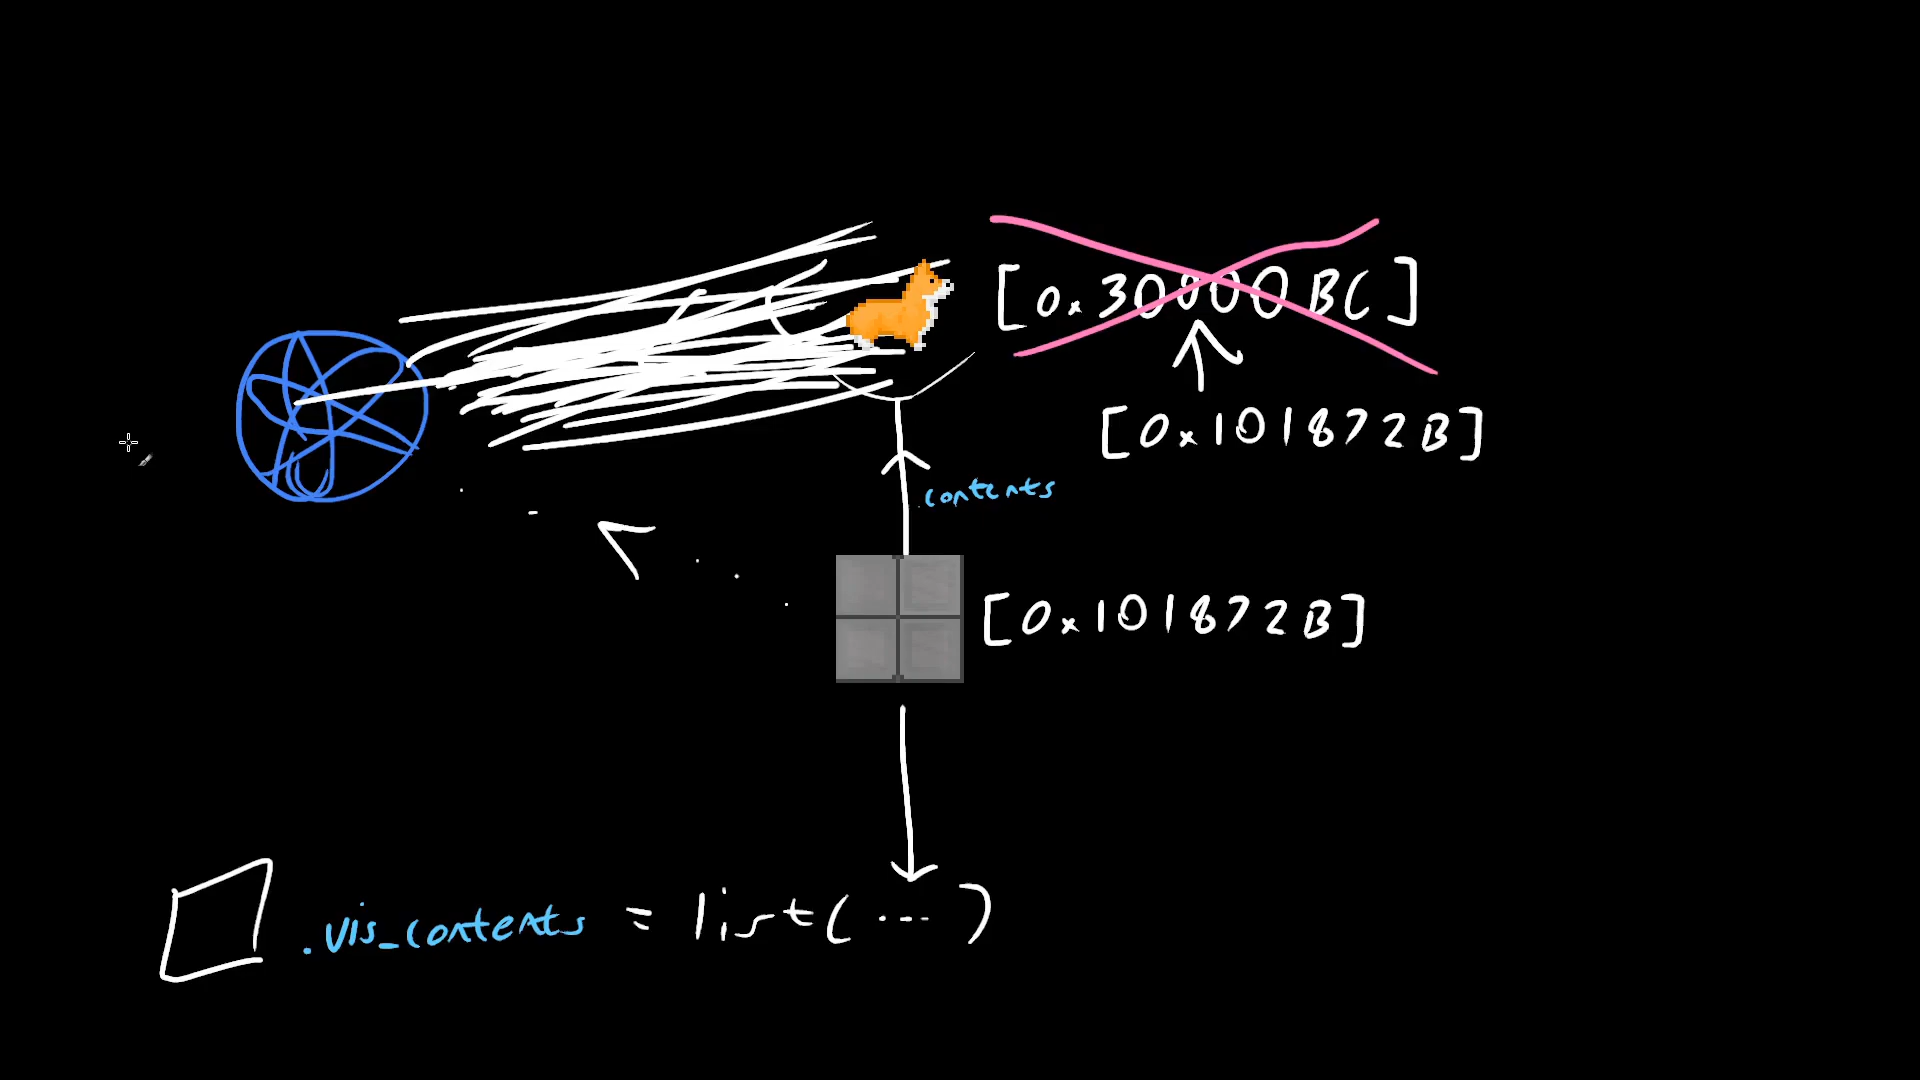 [0x30000BC]
[0x101872B]
.contents
[0x101872B]
.vis_contents = list(...)